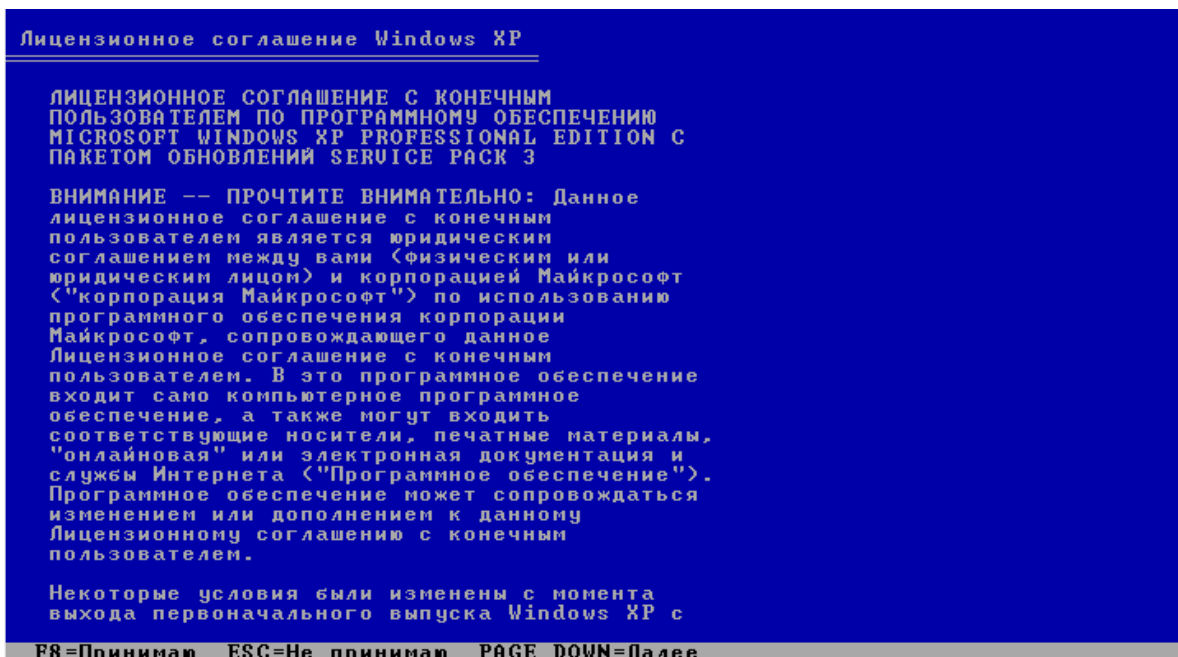 Лицензионное соглашение Windows XP
ЛИЦЕНЗИОННОЕ СОГЛАШЕНИЕ С КОНЕЧНЫМ
ПОЛЬЗОВАТЕЛЕМ ПО ПРОГРАММНОМУ ОБЕСПЕЧЕНИЮ
MICROSOFT WINDOWS XP PROFESSIONAL EDITION С
ПАКЕТОМ ОБНОВЛЕНИЙ SERVICE PACK 3
ВНИМАНИЕ -- ПРОЧТИТЕ ВНИМАТЕЛЬНО: Данное
лицензионное соглашение с конечным
пользователем является юридическим
соглашением между вами (физическим или
юридическим лицом) и корпорацией Майкрософт
("корпорация Майкрософт") по использованию
программного обеспечения корпорации
Майкрософт, сопровождающего данное
Лицензионное соглашение с конечным
пользователем. В это программное обеспечение
входит само компьютерное программное
обеспечение, а также могут входить
соответствующие носители, печатные материалы,
"онлайновая" или электронная документация и
службы Интернета ("Программное обеспечение").
Программное обеспечение может сопровождаться
изменением или дополнением к данному
Лицензионному соглашению с конечным
пользователем.
Некоторые условия были изменены с момента
выхода первоначального выпуска Windows XP с
F8=Принимаю ESC=Не принимаю PAGE DOWN=Далее